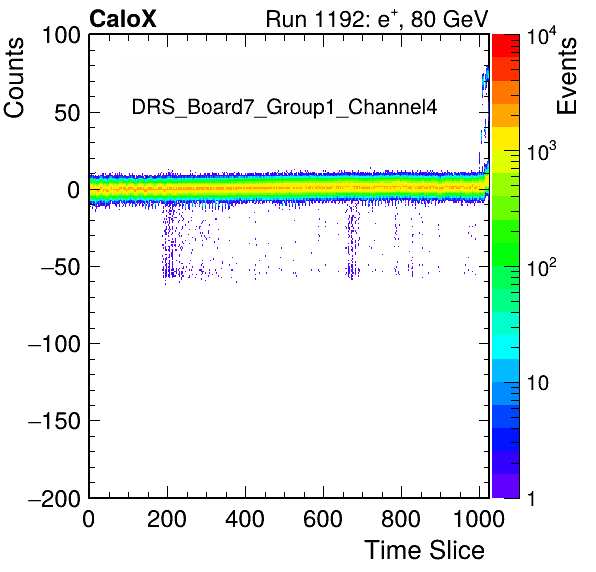 CaloX Run 1192: e⁺, 80 GeV
Counts
Events
DRS_Board7_Group1_Channel4
100
50
0
−50
−100
−150
−200
0 200 400 600 800 1000
Time Slice
10⁴
10³
10²
10
1